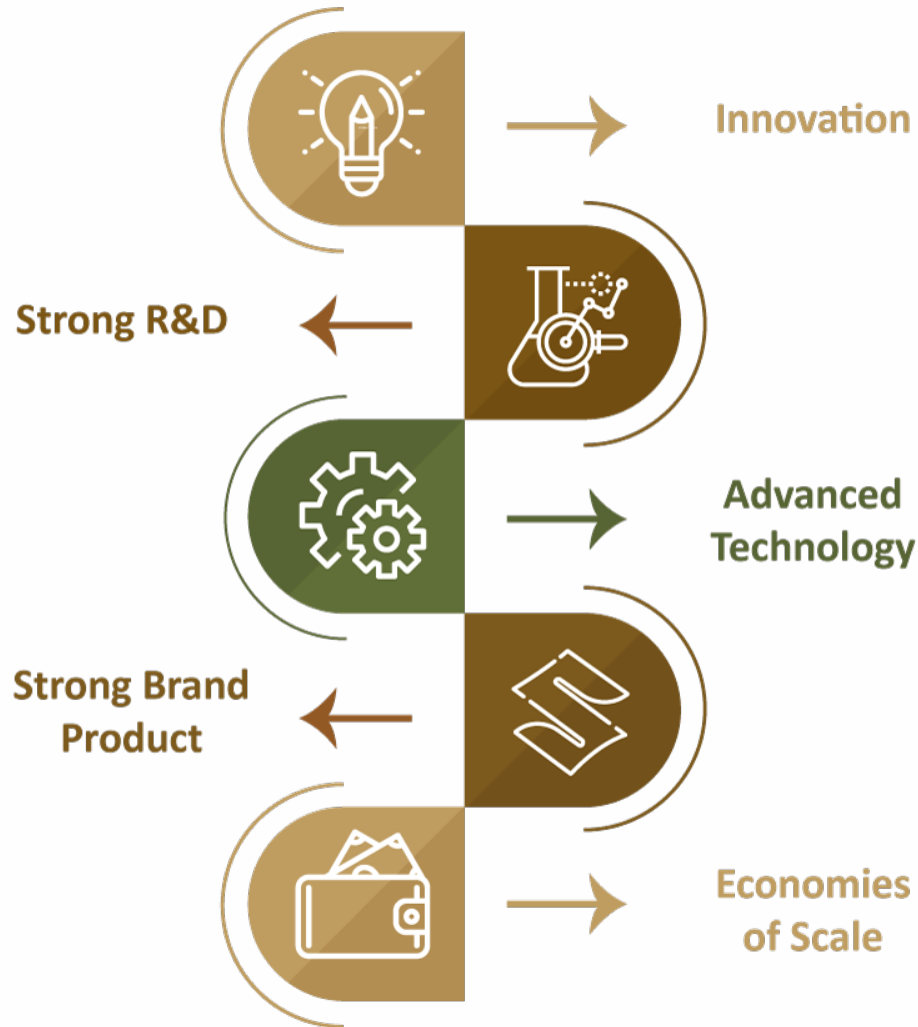 Innovation
Strong R&D
Advanced
Technology
Strong Brand
Product
Economies
of Scale